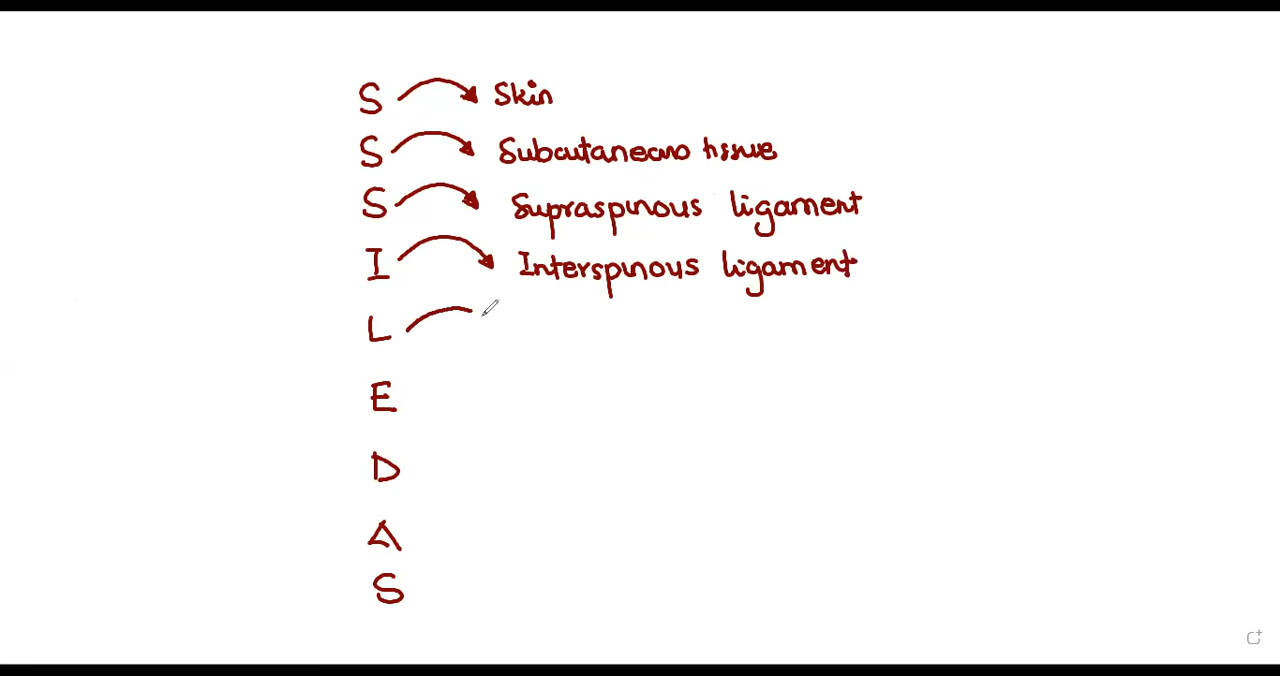 S Skin
S Subcutaneous tissue
S Supraspinous ligament
I Interspinous ligament
L
E
D
A
S